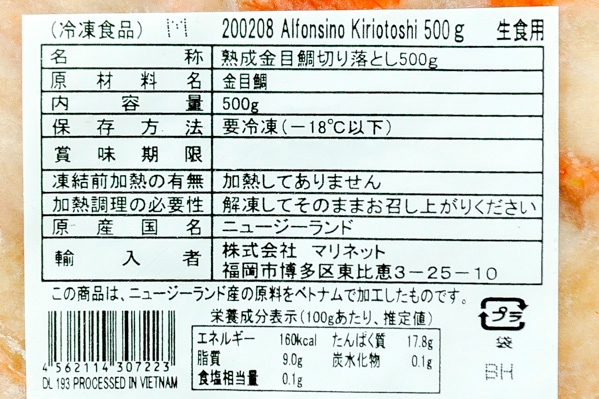 (冷凍食品) M 200208 Alfonsino Kiriotoshi 500g 生食用
名称 熟成金目鯛切り落とし500g
原材料名 金目鯛
内容量 500g
保存方法 要冷凍(－18℃以下)
賞味期限
凍結前加熱の有無 加熱してありません
加熱調理の必要性 解凍してそのままお召し上がりください
原産国名 ニュージーランド
輸入者 株式会社 マリネット
福岡市博多区東比恵3－25－10
この商品は、ニュージーランド産の原料をベトナムで加工したものです。
栄養成分表示(100gあたり、推定値)
エネルギー 160kcal たんぱく質 17.8g
脂質 9.0g 炭水化物 0.1g
食塩相当量 0.1g
4562114307223
DL 193 PROCESSED IN VIETNAM
プラ
袋
BH